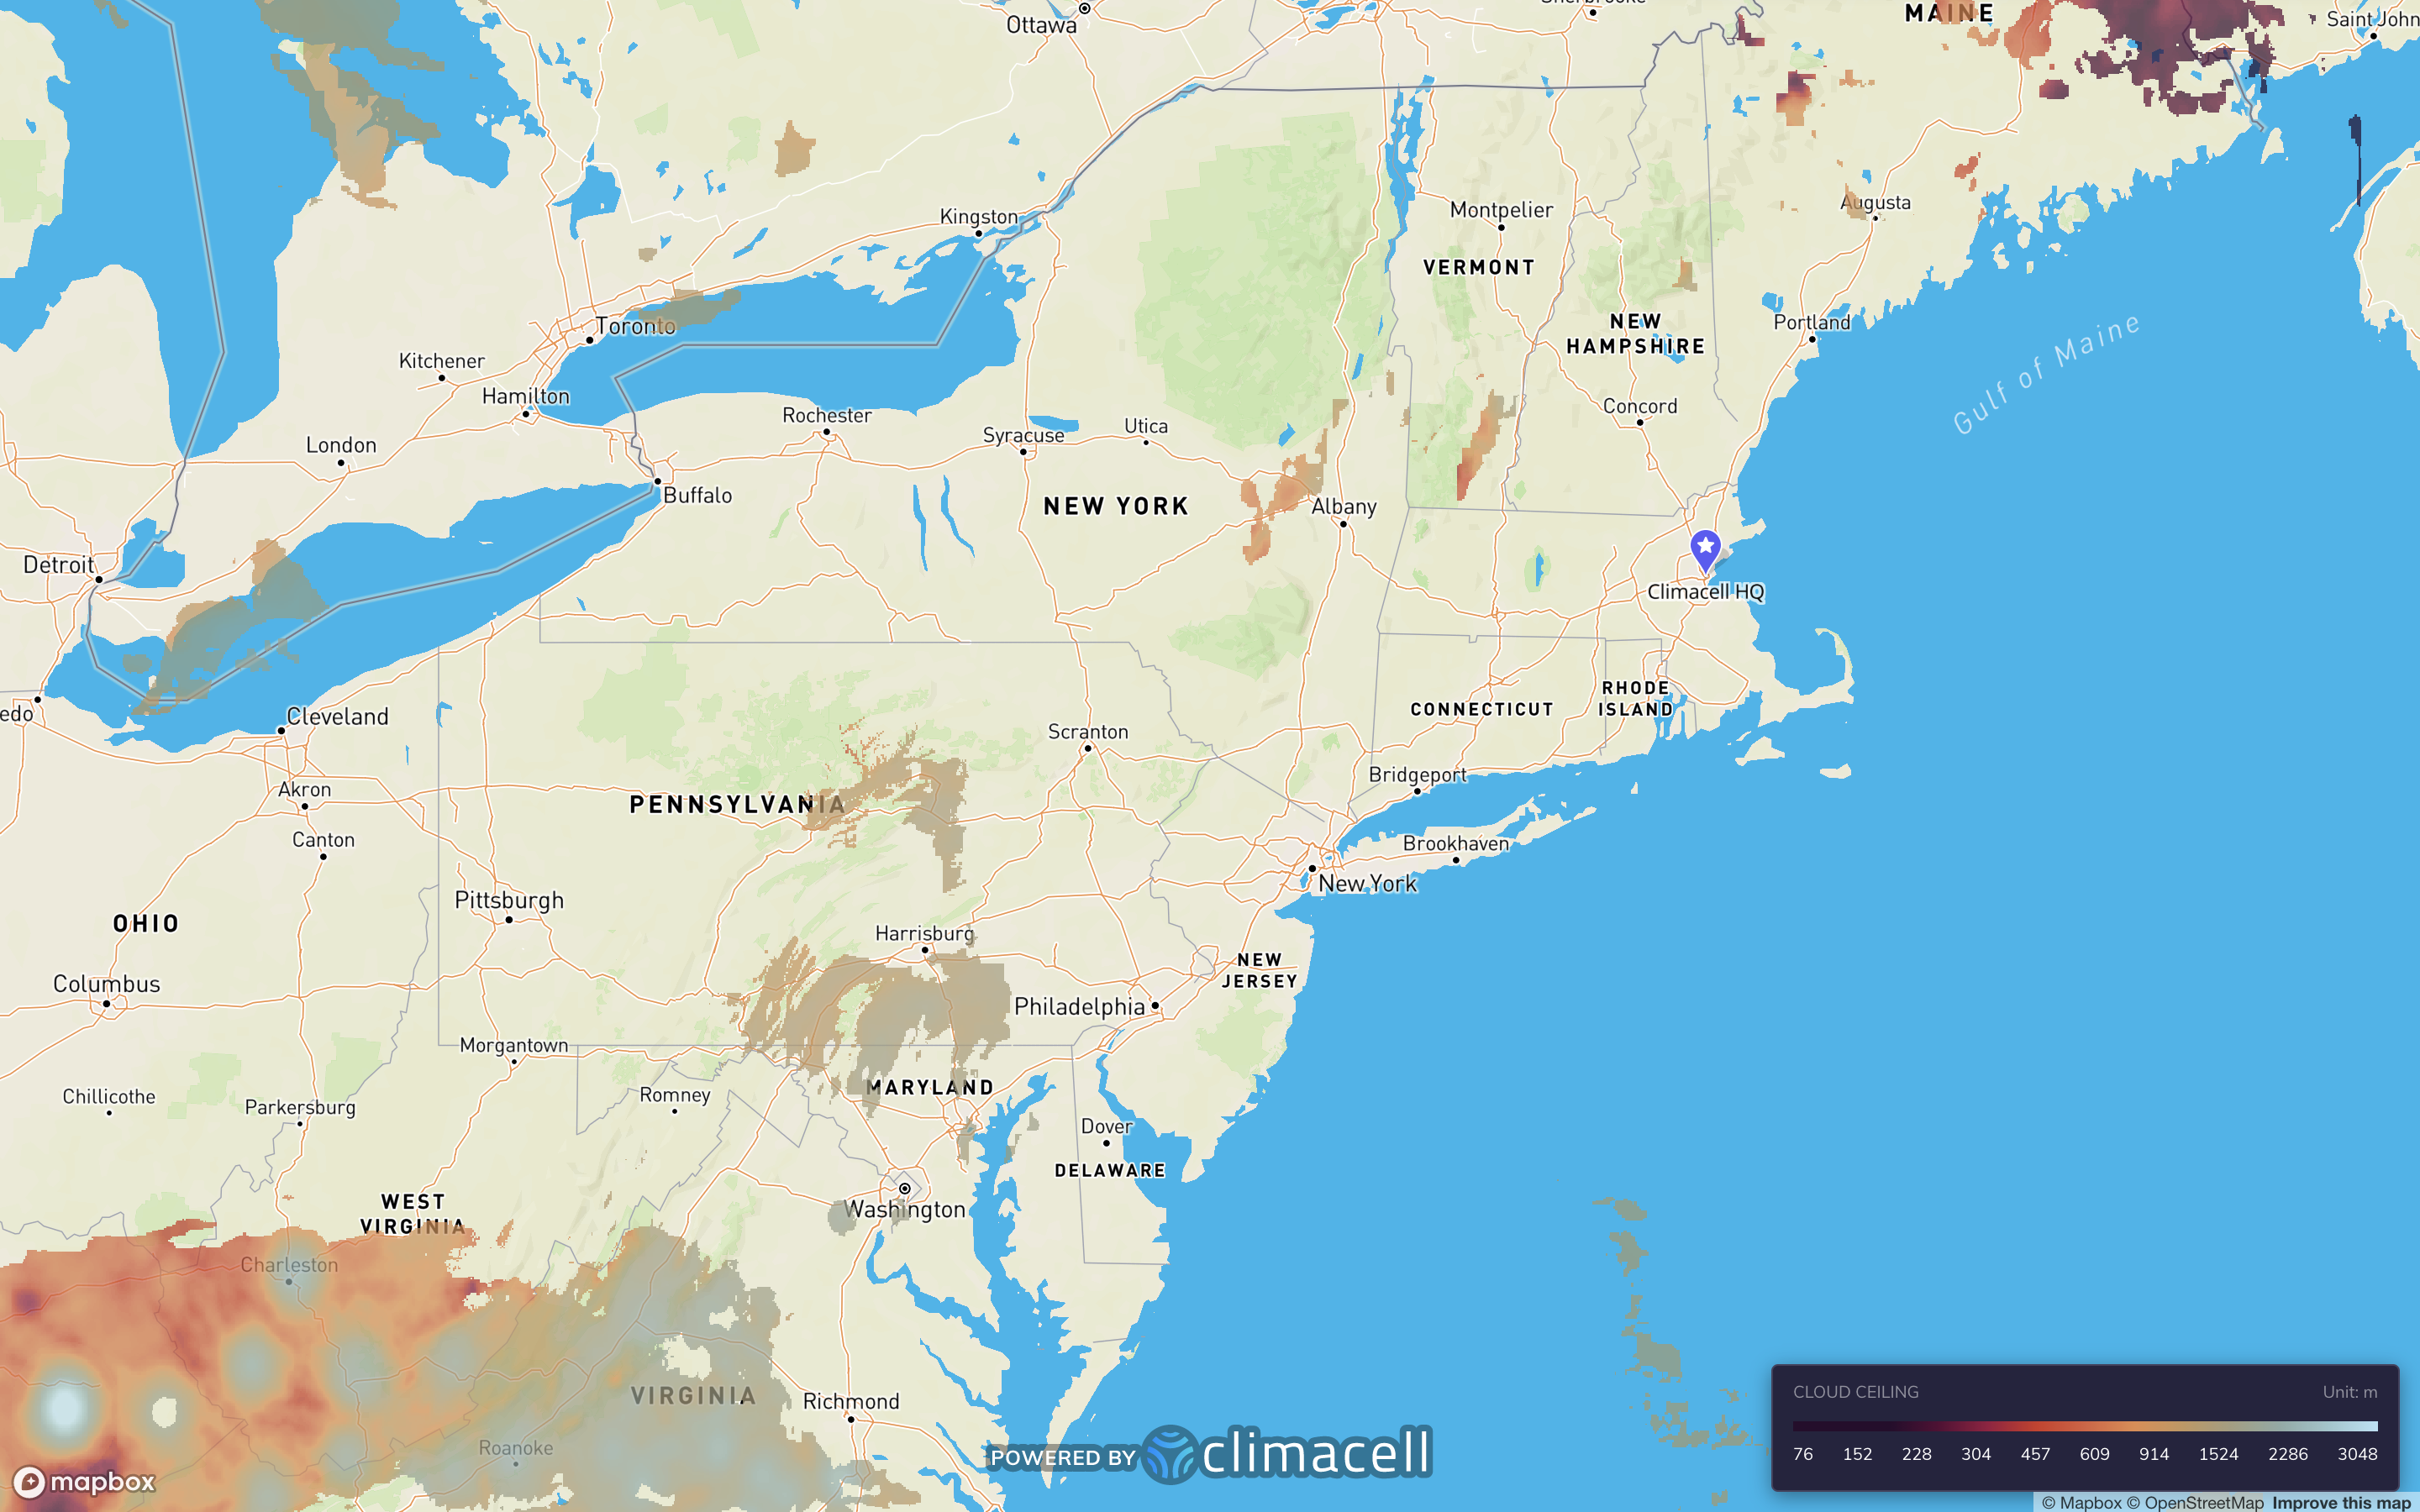 Ottawa
MAINE
Saint John
Kingston
Montpelier
Augusta
VERMONT
Toronto
NEW
HAMPSHIRE
Portland
Gulf of Maine
Kitchener
Hamilton
Rochester
Syracuse
Utica
Concord
London
Buffalo
NEW YORK
Albany
Detroit
Climacell HQ
edo
Cleveland
CONNECTICUT
RHODE
ISLAND
Scranton
Bridgeport
Akron
PENNSYLVANIA
Canton
Brookhaven
New York
Pittsburgh
OHIO
Harrisburg
NEW
JERSEY
Columbus
Philadelphia
Morgantown
MARYLAND
Chillicothe
Parkersburg
Romney
Dover
DELAWARE
WEST
VIRGINIA
Washington
Charleston
VIRGINIA
Richmond
Roanoke
mapbox
POWERED BY climacell
CLOUD CEILING Unit: m
76 152 228 304 457 609 914 1524 2286 3048
© Mapbox © OpenStreetMap Improve this map